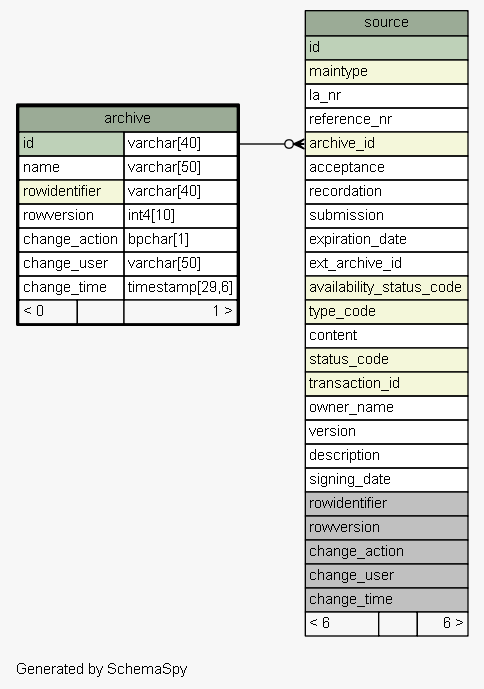 archive
id varchar[40]
name varchar[50]
rowidentifier varchar[40]
rowversion int4[10]
change_action bpchar[1]
change_user varchar[50]
change_time timestamp[29,6]
< 0 1 >
source
id
maintype
la_nr
reference_nr
archive_id
acceptance
recordation
submission
expiration_date
ext_archive_id
availability_status_code
type_code
content
status_code
transaction_id
owner_name
version
description
signing_date
rowidentifier
rowversion
change_action
change_user
change_time
< 6 6 >
Generated by SchemaSpy